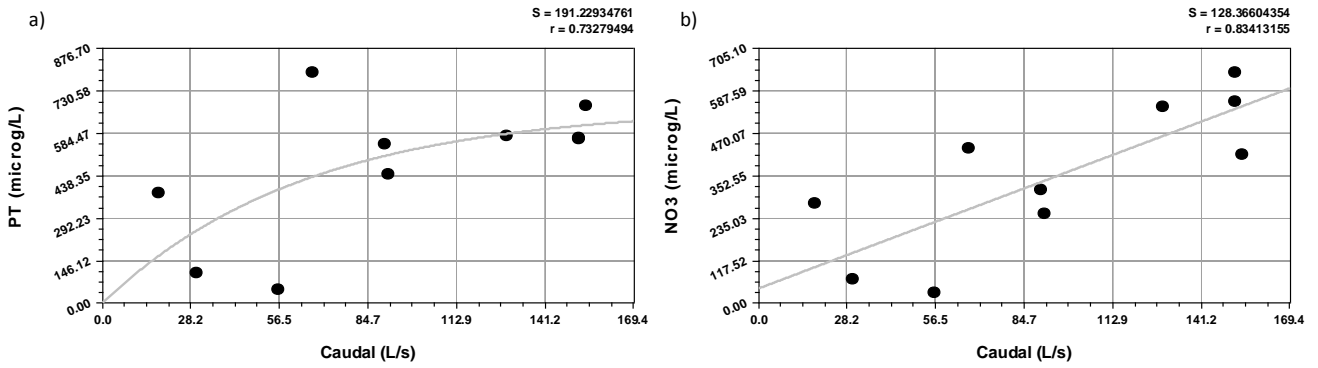 a)
S = 191.22934761
r = 0.73279494
PT (microg/L)
876.70
730.58
584.47
438.35
292.23
146.12
0.00
0.0 28.2 56.5 84.7 112.9 141.2 169.4
Caudal (L/s)
b)
S = 128.36604354
r = 0.83413155
NO3 (microg/L)
705.10
587.59
470.07
352.55
235.03
117.52
0.00
0.0 28.2 56.5 84.7 112.9 141.2 169.4
Caudal (L/s)